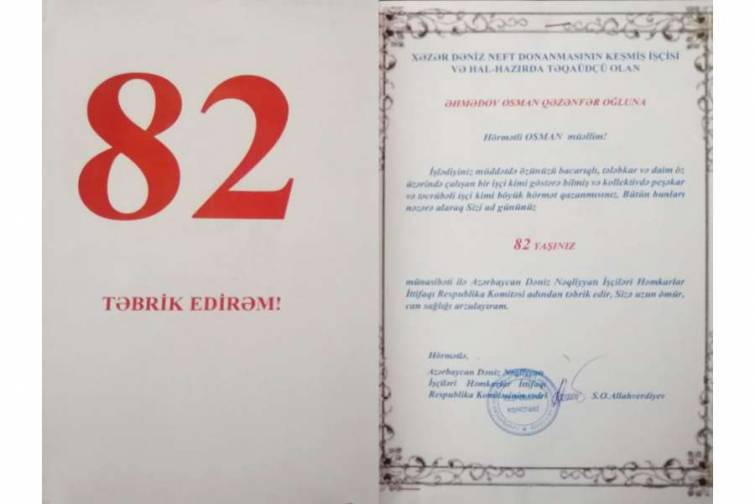 82
TƏBRİK EDİRƏM!
XƏZƏR DƏNİZ NEFT DONANMASININ KEÇMİŞ İŞÇİSİ
VƏ HAL-HAZIRDA TƏQAÜDÇÜ OLAN
ƏHMƏDOV OSMAN QƏZƏNFƏR OĞLUNA
Hörmətli OSMAN müəllim!
İşlədiyiniz müddətdə özünüzü bacarıqlı, tələbkar və daim öz
üzərində çalışan bir işçi kimi göstərə bilmiş və kollektivdə peşəkar
və təcrübəli işçi kimi böyük hörmət qazanmısınız. Bütün bunları
nəzərə alaraq Sizi ad gününüz
82 YAŞINIZ
münasibəti ilə Azərbaycan Dəniz Nəqliyyatı İşçiləri Həmkarlar
İttifaqı Respublika Komitəsi adından təbrik edir, Sizə uzun ömür,
can sağlığı arzulayıram.
Hörmətlə,
Azərbaycan Dəniz Nəqliyyatı
İşçiləri Həmkarlar İttifaqı
Respublika Komitəsinin sədri S.O.Allahverdiyev